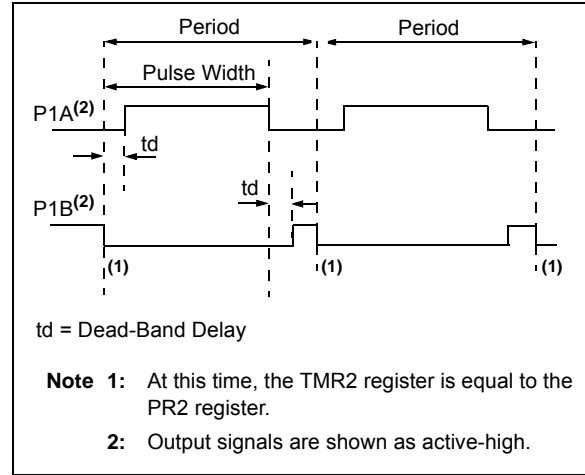 Period Period
Pulse Width
P1A(2)
td
td
P1B(2)
(1) (1) (1)
td = Dead-Band Delay
Note 1: At this time, the TMR2 register is equal to the
PR2 register.
2: Output signals are shown as active-high.